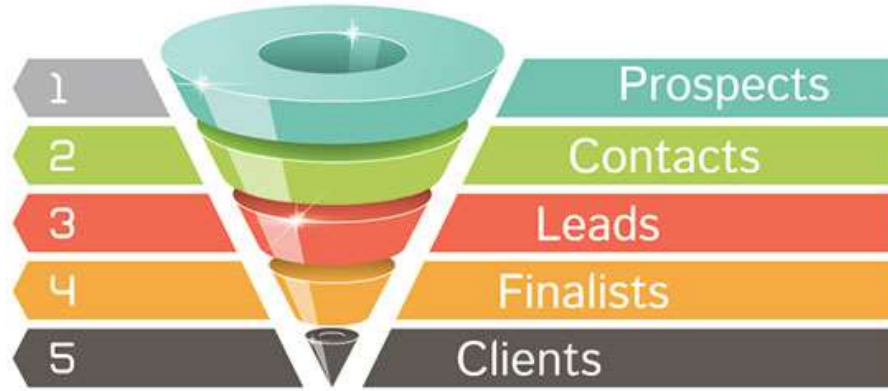 1 Prospects
2 Contacts
3 Leads
4 Finalists
5 Clients